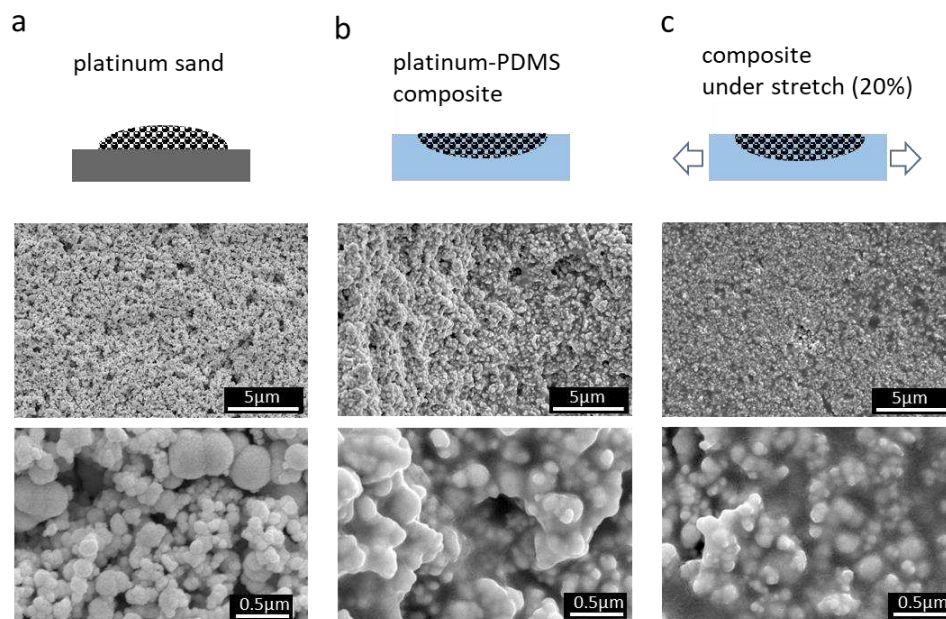 a
platinum sand
b
platinum-PDMS
composite
c
composite
under stretch (20%)
5µm
5µm
5µm
0.5µm
0.5µm
0.5µm